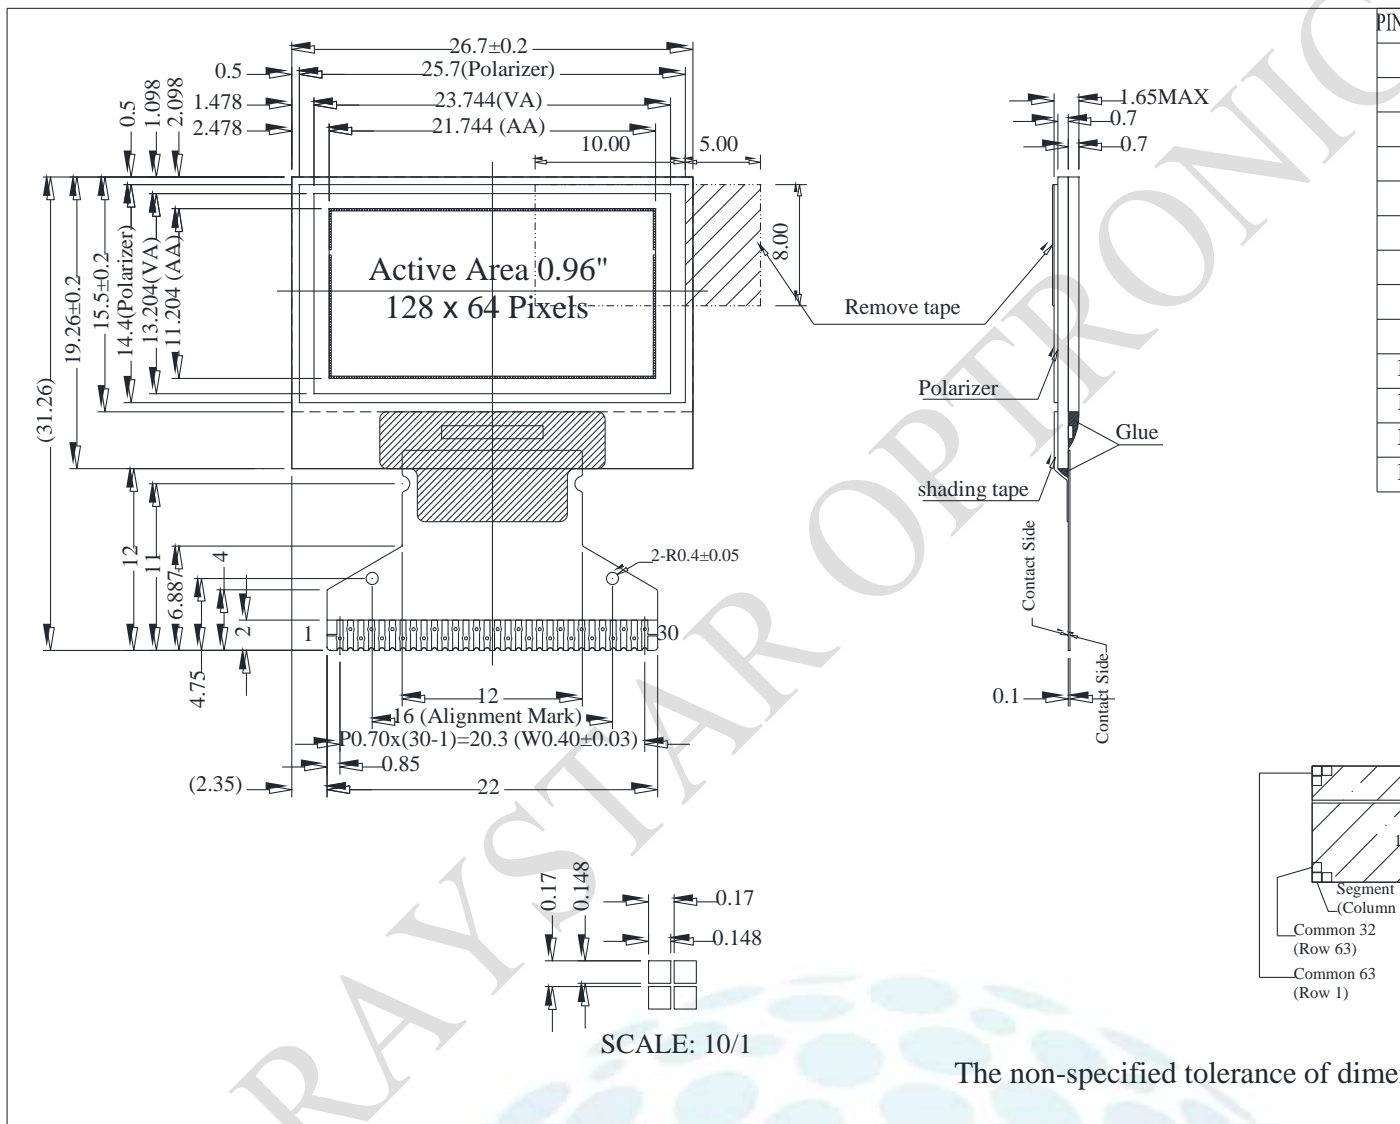 PIN
26.7±0.2
0.5
25.7(Polarizer)
1.478
23.744(VA)
2.478
21.744 (AA)
0.5
1.098
2.098
10.00
5.00
8.00
1.65MAX
0.7
0.7
(31.26)
19.26±0.2
15.5±0.2
14.4(Polarizer)
13.204(VA)
11.204 (AA)
Active Area 0.96"
128 x 64 Pixels
Remove tape
Polarizer
Glue
shading tape
Contact Side
Contact Side
0.1
12
11
6.887
4
2
4.75
2-R0.4±0.05
1
30
12
16 (Alignment Mark)
P0.70x(30-1)=20.3 (W0.40±0.03)
0.85
(2.35)
22
0.17
0.148
0.17
0.148
SCALE: 10/1
1
1
1
1
1
Segment
(Column
Common 32
(Row 63)
Common 63
(Row 1)
The non-specified tolerance of dime
RAYSTAR OPTRONIC